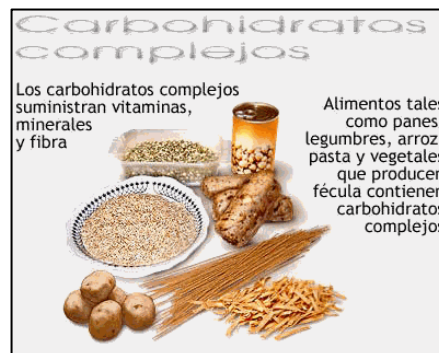 Carbohidratos
complejos
Los carbohidratos complejos
suministran vitaminas,
minerales
y fibra
Alimentos tales
como panes,
legumbres, arroz,
pasta y vegetales
que producen
fécula contienen
carbohidratos
complejos